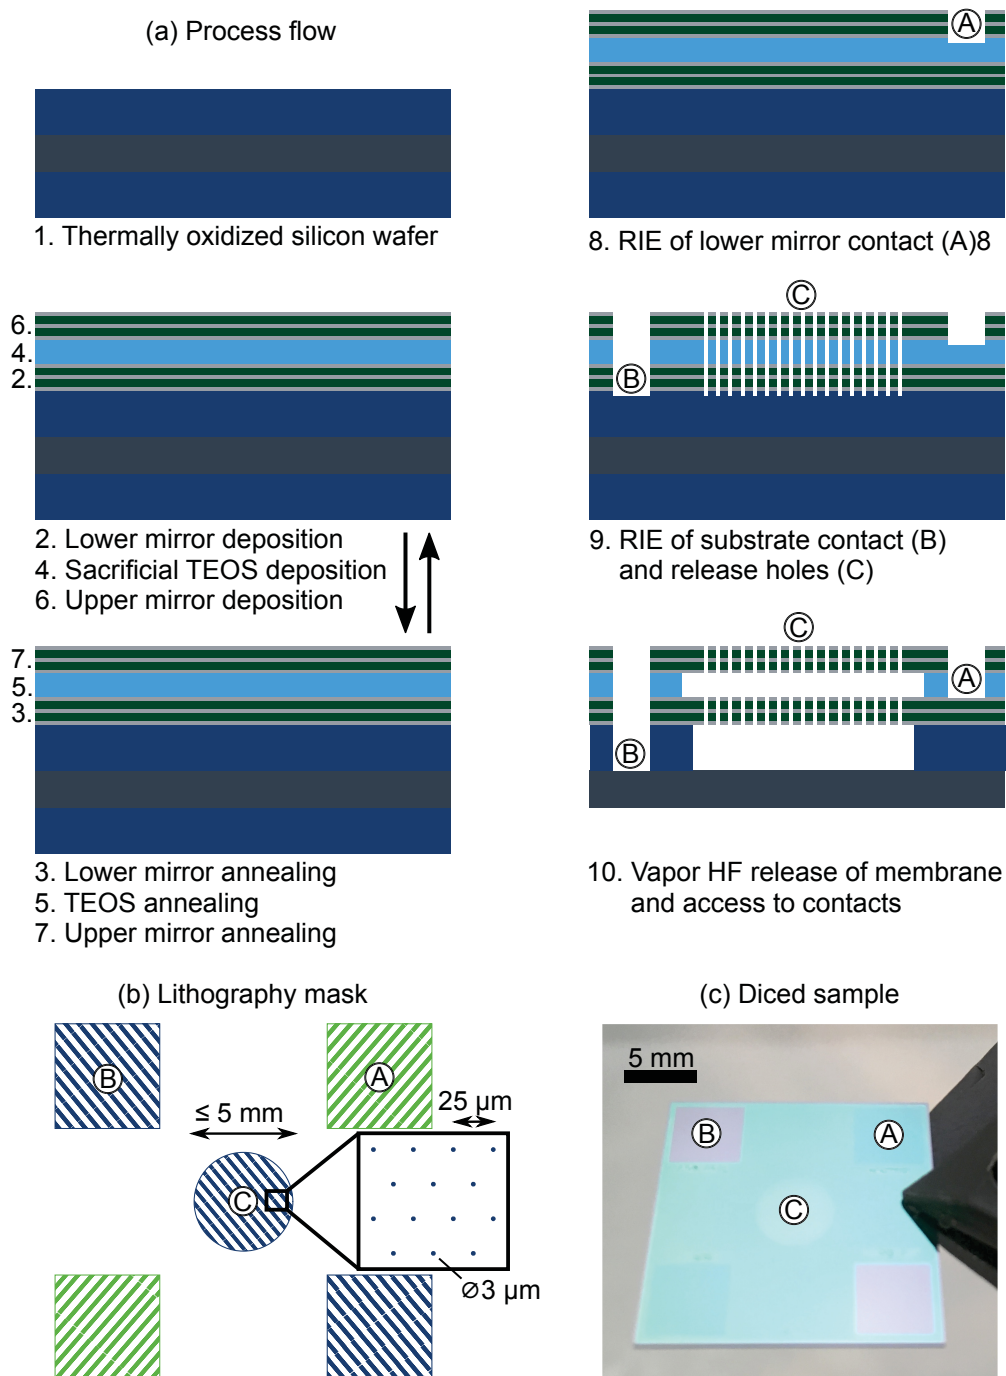 (a) Process flow
1. Thermally oxidized silicon wafer
6.
4.
2.
2. Lower mirror deposition
4. Sacrificial TEOS deposition
6. Upper mirror deposition
7.
5.
3.
3. Lower mirror annealing
5. TEOS annealing
7. Upper mirror annealing
A
8. RIE of lower mirror contact (A)8
C
B
9. RIE of substrate contact (B)
and release holes (C)
C
A
B
10. Vapor HF release of membrane
and access to contacts
(b) Lithography mask
B
A
≤ 5 mm
25 µm
C
∅3 µm
(c) Diced sample
5 mm
B
A
C